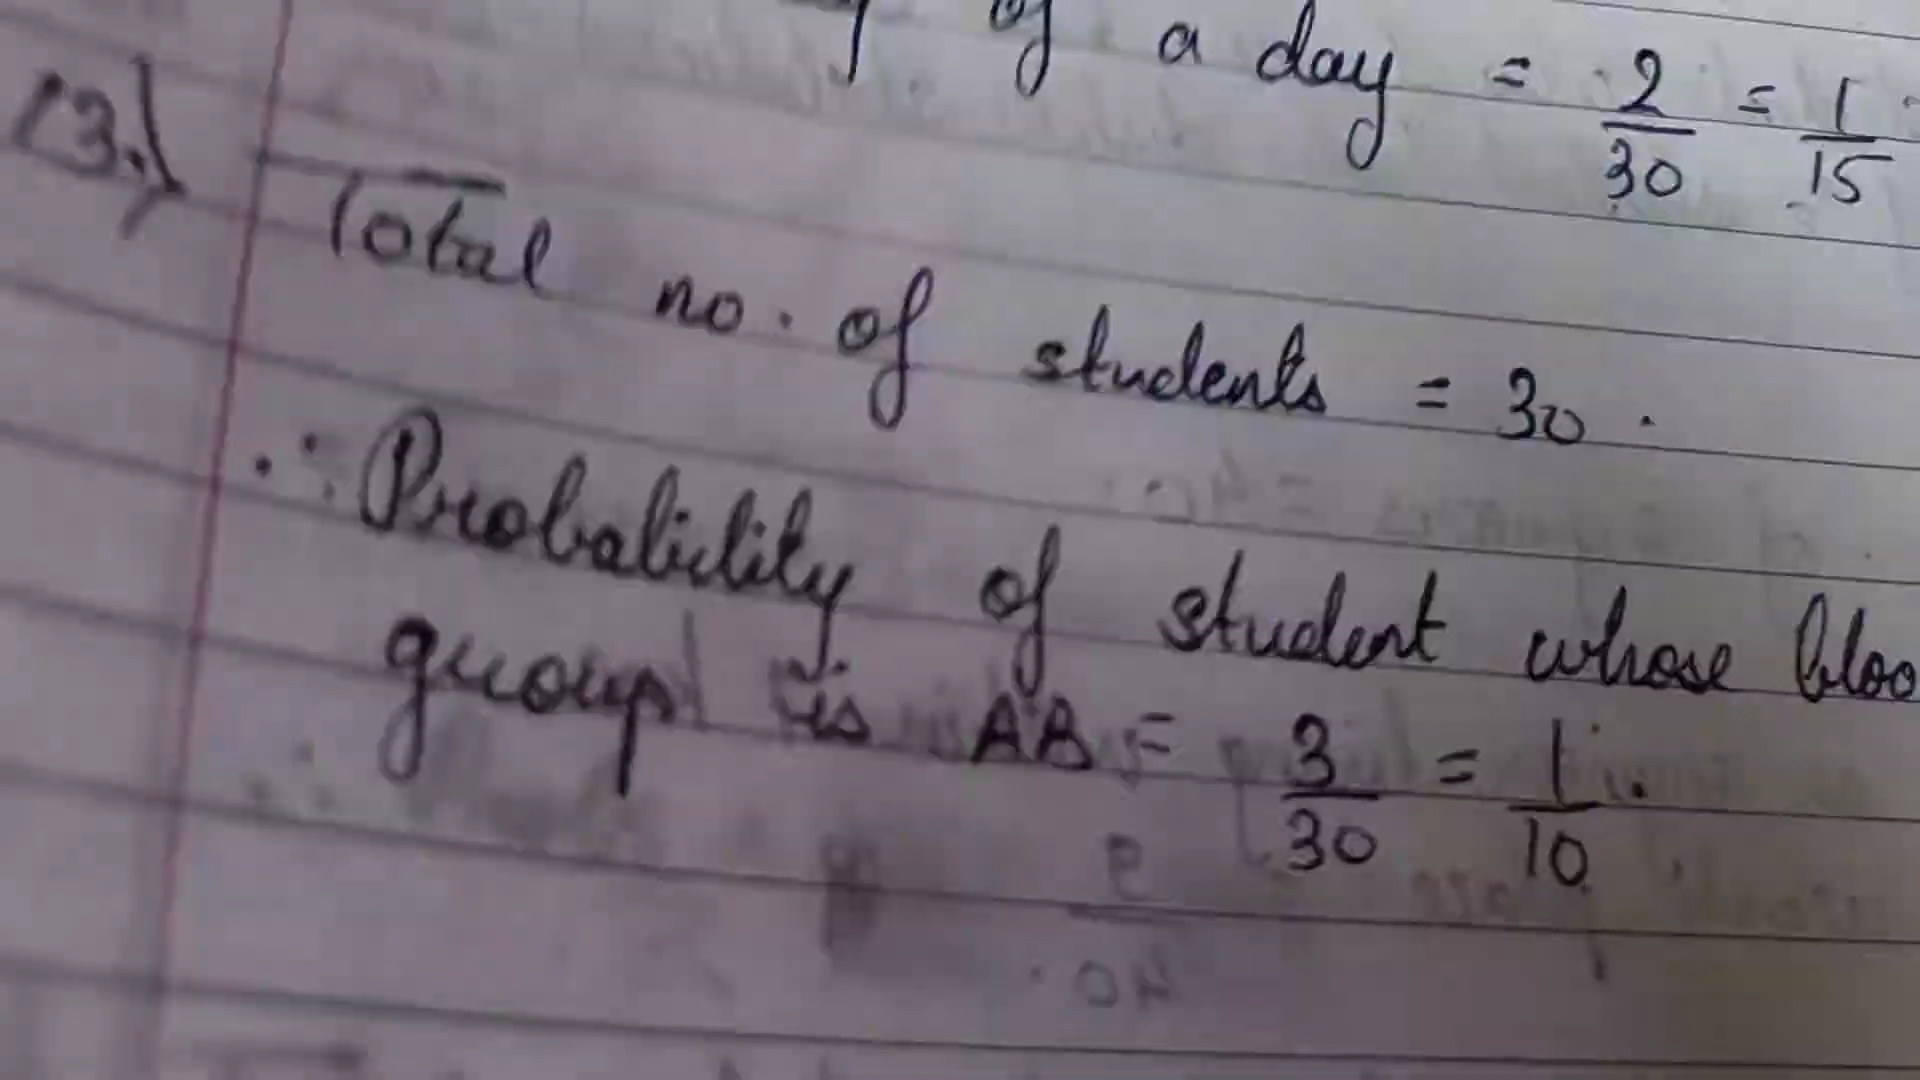 of a day = 2/30 = 1/15
13.) Total no. of students = 30.
∴ Probability of student whose bloo
group is AB = 3/30 = 1/10.